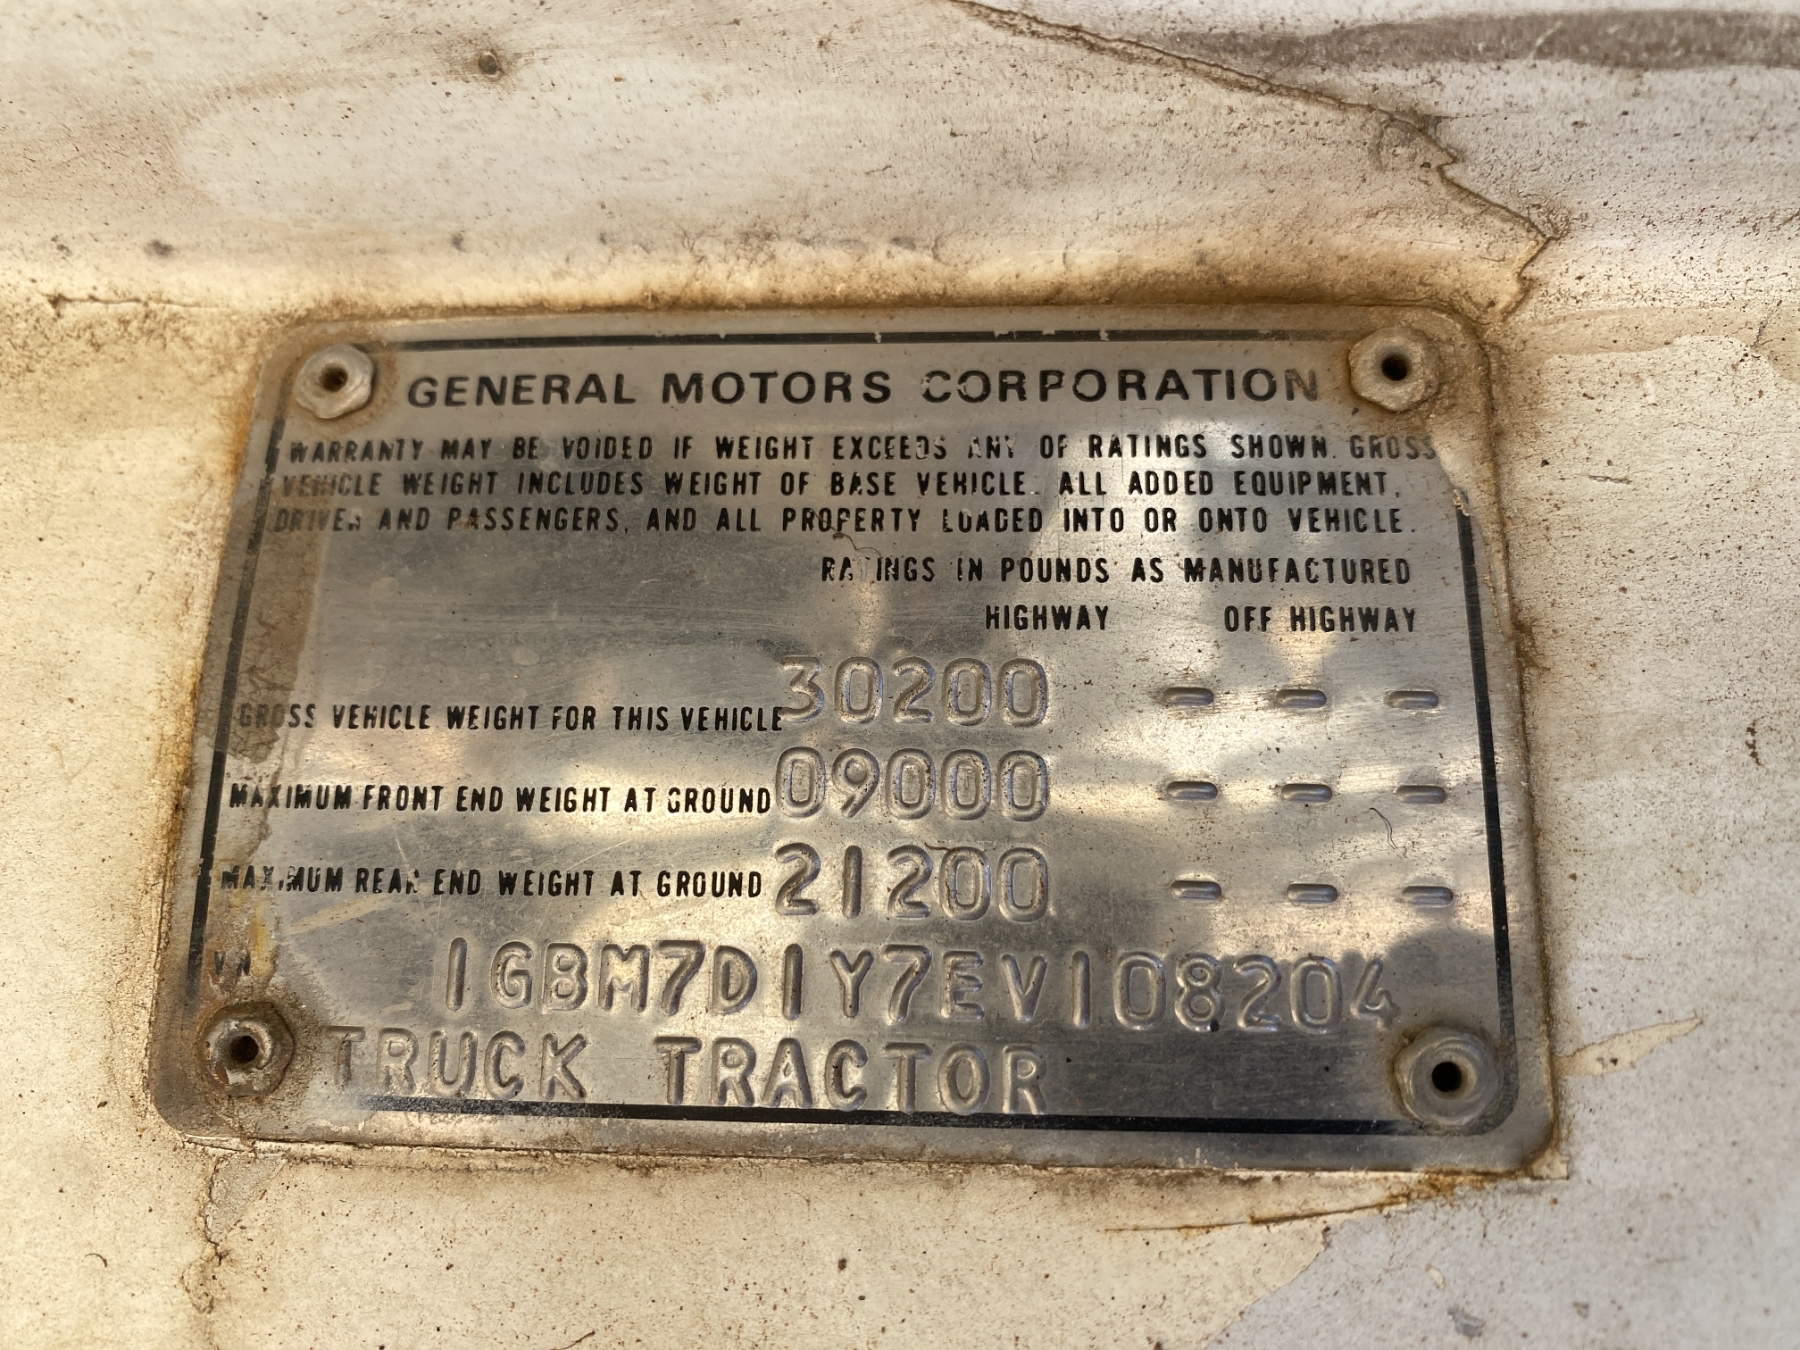 GENERAL MOTORS CORPORATION
WARRANTY MAY BE VOIDED IF WEIGHT EXCEEDS ANY OF RATINGS SHOWN. GROSS
VEHICLE WEIGHT INCLUDES WEIGHT OF BASE VEHICLE. ALL ADDED EQUIPMENT,
DRIVER AND PASSENGERS, AND ALL PROPERTY LOADED INTO OR ONTO VEHICLE.
RATINGS IN POUNDS AS MANUFACTURED
HIGHWAY OFF HIGHWAY
GROSS VEHICLE WEIGHT FOR THIS VEHICLE 30200 - - -
MAXIMUM FRONT END WEIGHT AT GROUND 09000 - - -
MAXIMUM REAR END WEIGHT AT GROUND 21200 - - -
VIN 1GBM7D1Y7EV108204
TRUCK TRACTOR